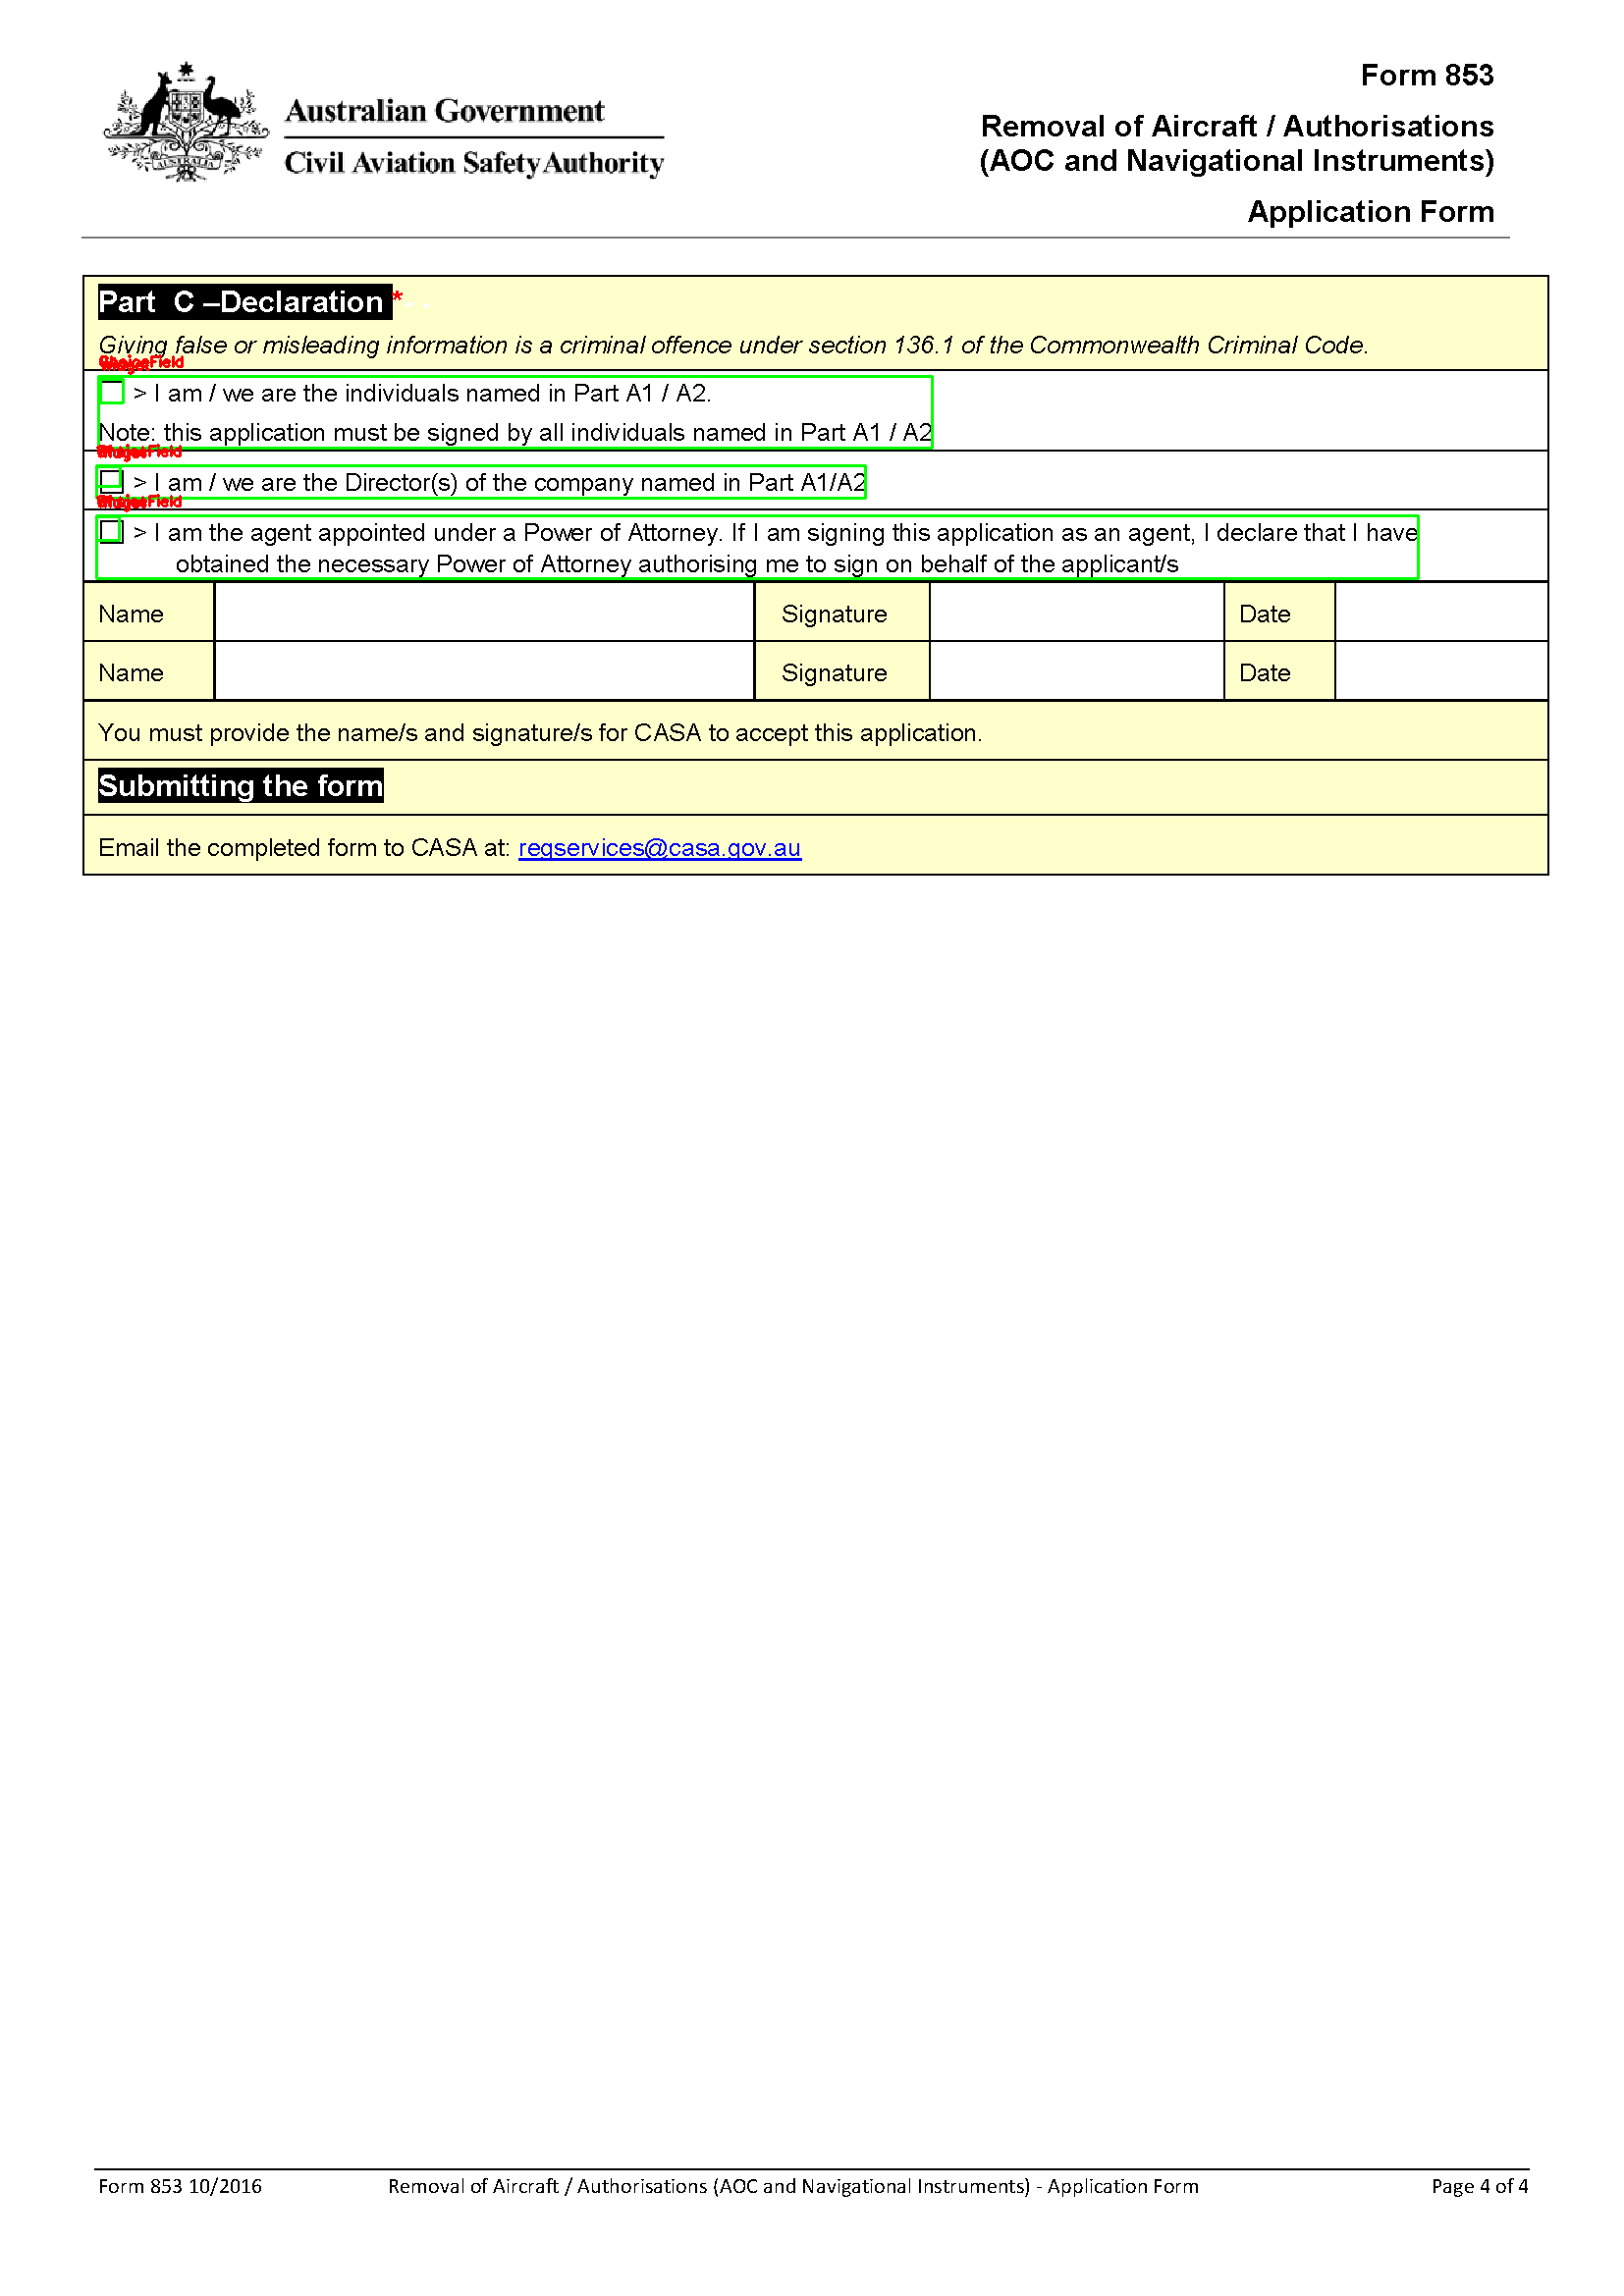 Form 853
Australian Government
Civil Aviation Safety Authority
Removal of Aircraft / Authorisations
(AOC and Navigational Instruments)
Application Form
Part C –Declaration *- -
Giving false or misleading information is a criminal offence under section 136.1 of the Commonwealth Criminal Code.
ChoiceField
> I am / we are the individuals named in Part A1 / A2.
Note: this application must be signed by all individuals named in Part A1 / A2
ChoiceField
> I am / we are the Director(s) of the company named in Part A1/A2
ChoiceField
> I am the agent appointed under a Power of Attorney. If I am signing this application as an agent, I declare that I have
obtained the necessary Power of Attorney authorising me to sign on behalf of the applicant/s
Name Signature Date
Name Signature Date
You must provide the name/s and signature/s for CASA to accept this application.
Submitting the form
Email the completed form to CASA at: regservices@casa.gov.au
Form 853 10/2016 Removal of Aircraft / Authorisations (AOC and Navigational Instruments) - Application Form Page 4 of 4